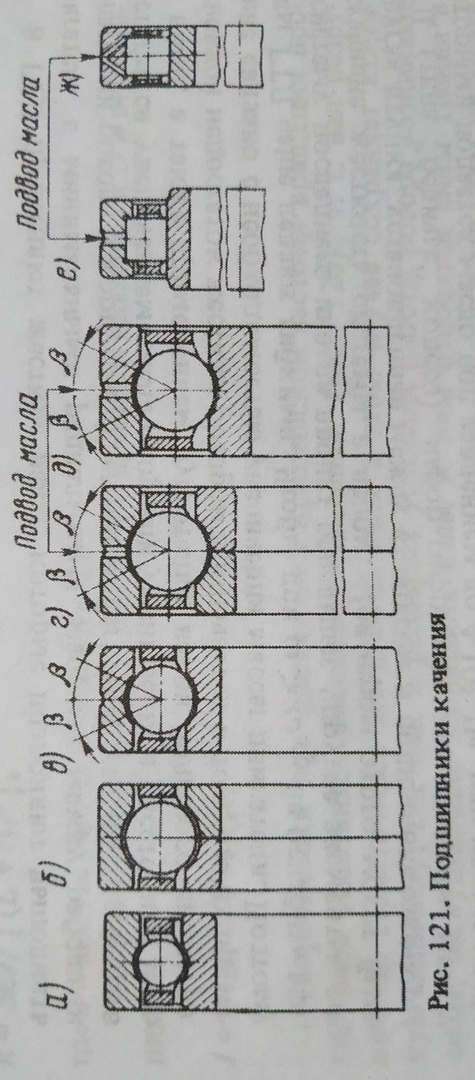 Подвод масла
Подвод масла
а)
б)
в)
г)
д)
е)
ж)
β β
β β
β β
Рис. 121. Подшипники качения